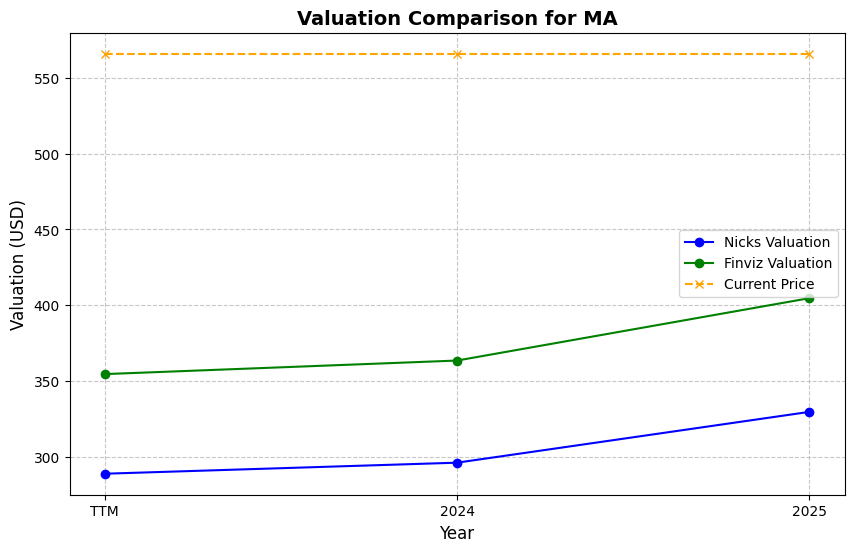 Valuation Comparison for MA
Valuation (USD)
550
500
450
400
350
300
Nicks Valuation
Finviz Valuation
Current Price
TTM 2024 2025
Year